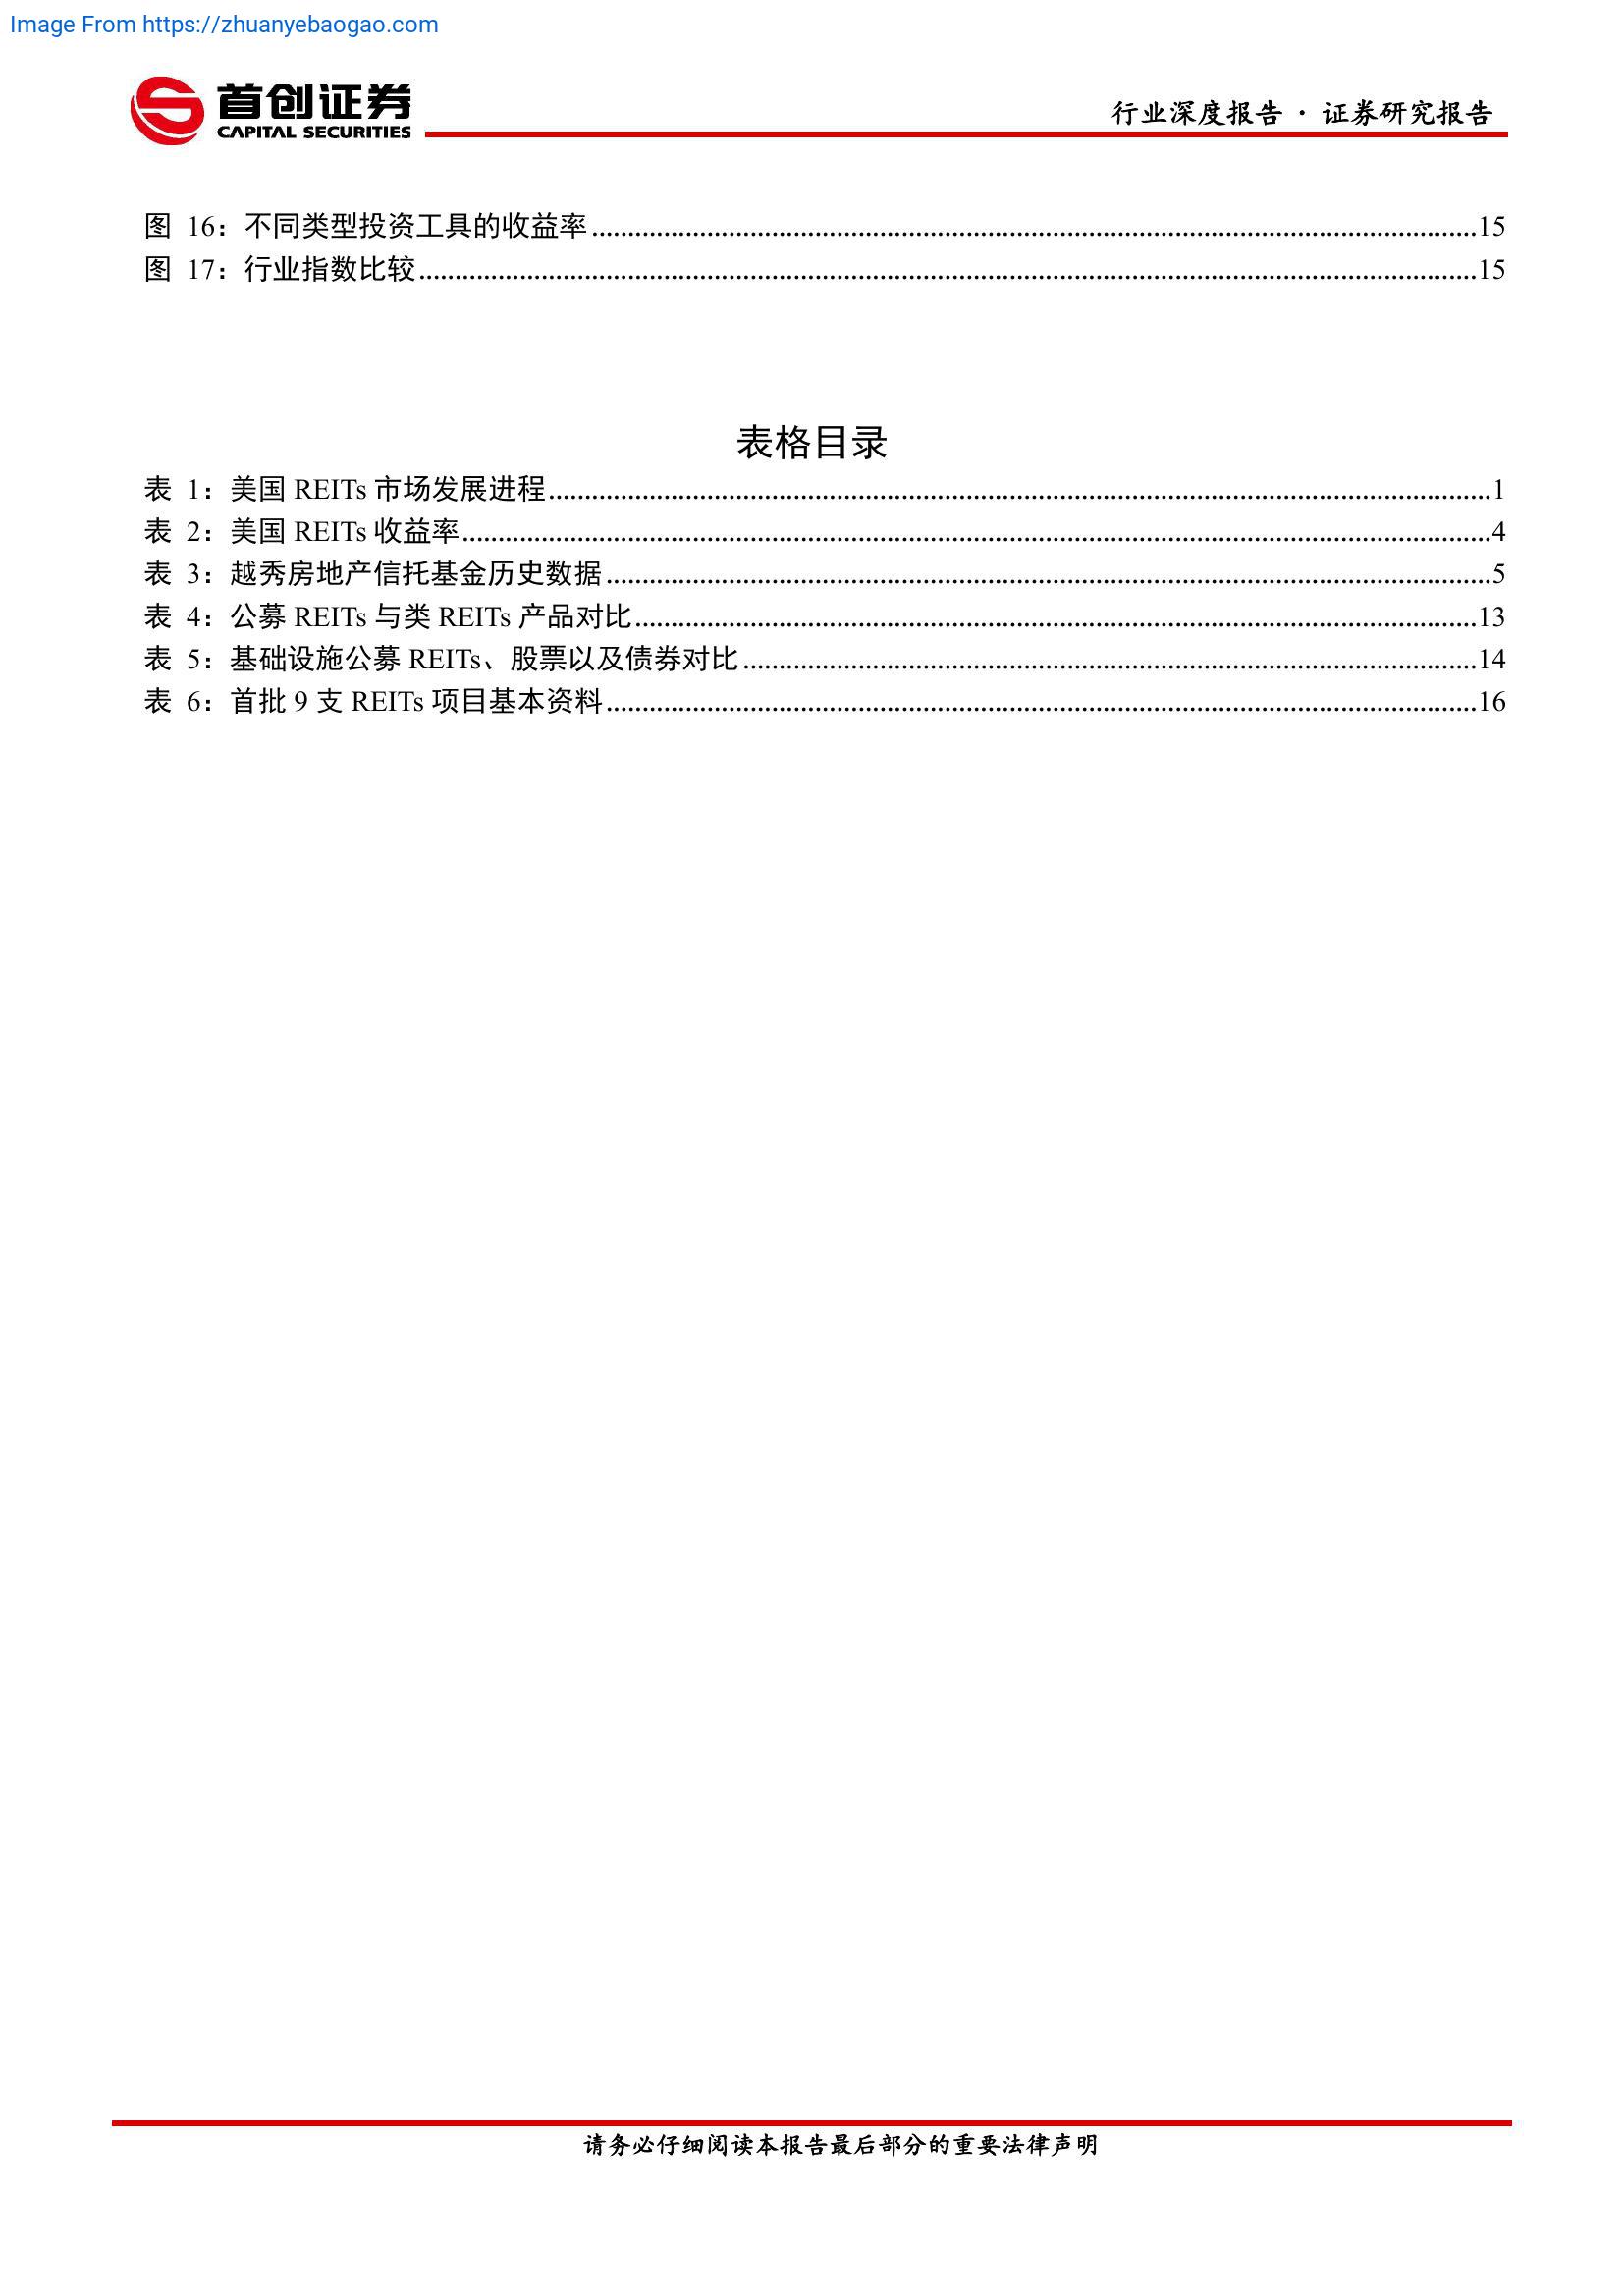 Image From https://zhuanyebaogao.com
首创证券
CAPITAL SECURITIES
行业深度报告 · 证券研究报告
图 16：不同类型投资工具的收益率........................................15
图 17：行业指数比较........................................15
表格目录
表 1：美国 REITs 市场发展进程........................................1
表 2：美国 REITs 收益率........................................4
表 3：越秀房地产信托基金历史数据........................................5
表 4：公募 REITs 与类 REITs 产品对比........................................13
表 5：基础设施公募 REITs、股票以及债券对比........................................14
表 6：首批 9 支 REITs 项目基本资料........................................16
请务必仔细阅读本报告最后部分的重要法律声明